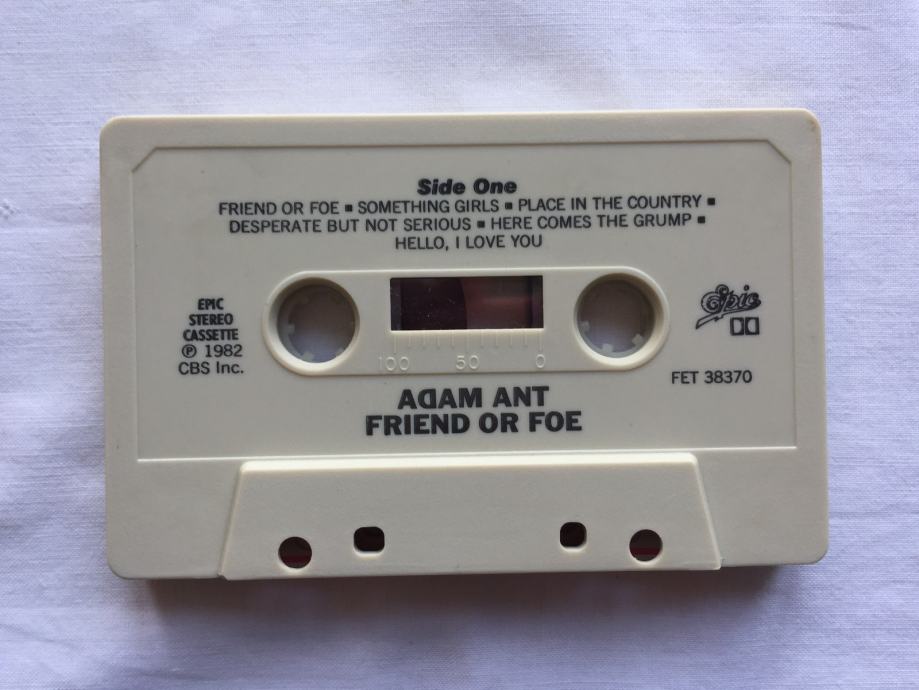 Side One
FRIEND OR FOE ▪ SOMETHING GIRLS ▪ PLACE IN THE COUNTRY ▪
DESPERATE BUT NOT SERIOUS ▪ HERE COMES THE GRUMP ▪
HELLO, I LOVE YOU
EPIC
STEREO
CASSETTE
℗ 1982
CBS Inc.
100 50 0
Epic
FET 38370
ADAM ANT
FRIEND OR FOE